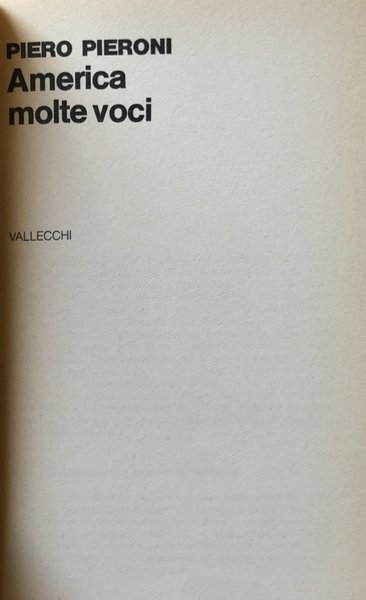 PIERO PIERONI
America
molte voci
VALLECCHI